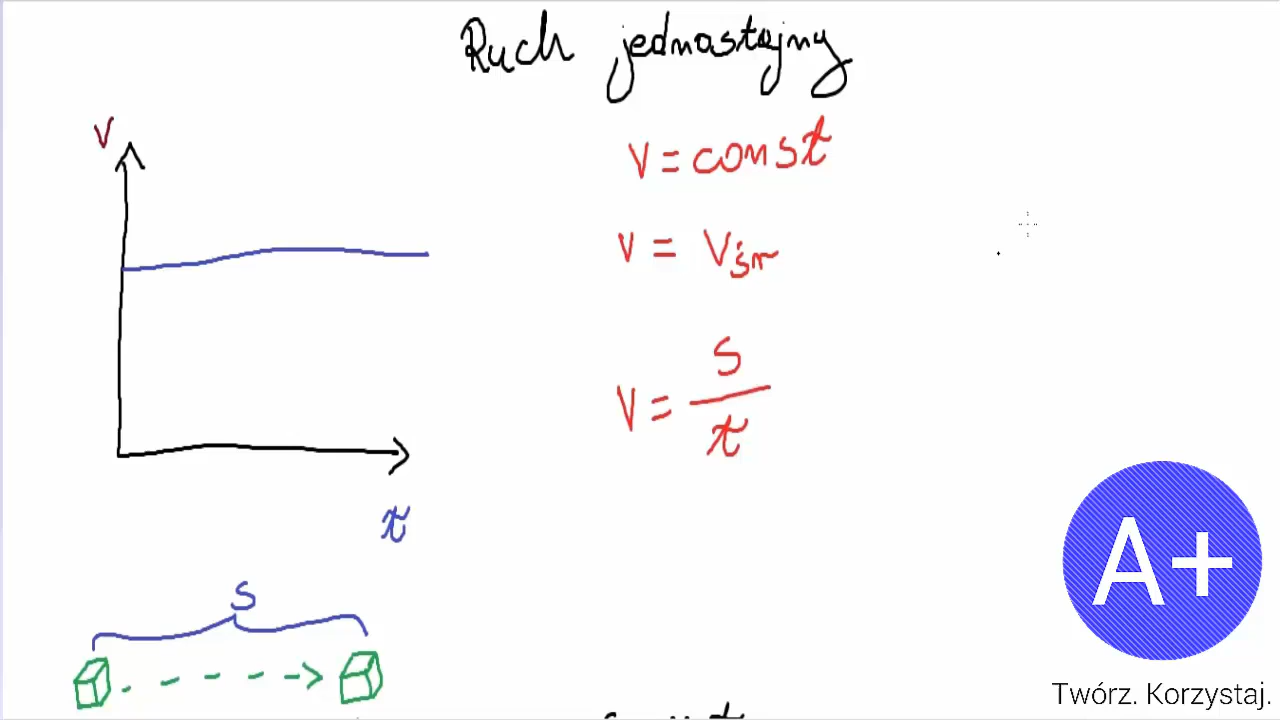 Ruch jednostajny
v
v = const
v = vśr
v = s/t
t
s
A+
Twórz. Korzystaj.